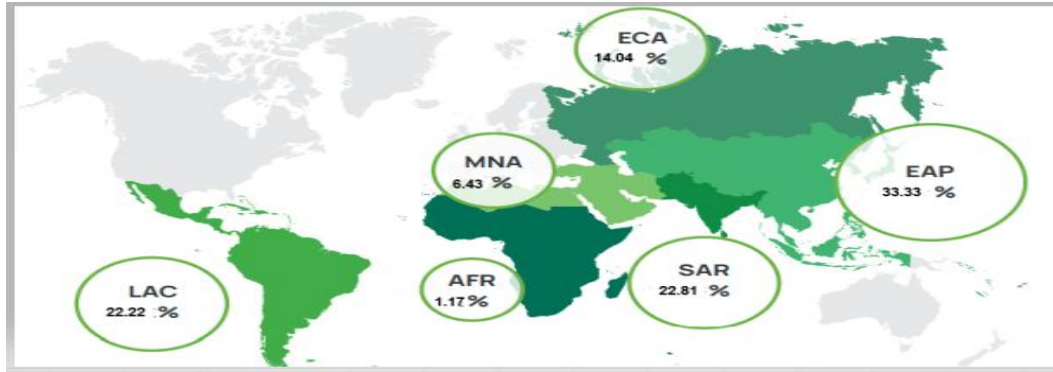 ECA
14.04 %
MNA
6.43 %
EAP
33.33 %
AFR
1.17 %
SAR
22.81 %
LAC
22.22 %